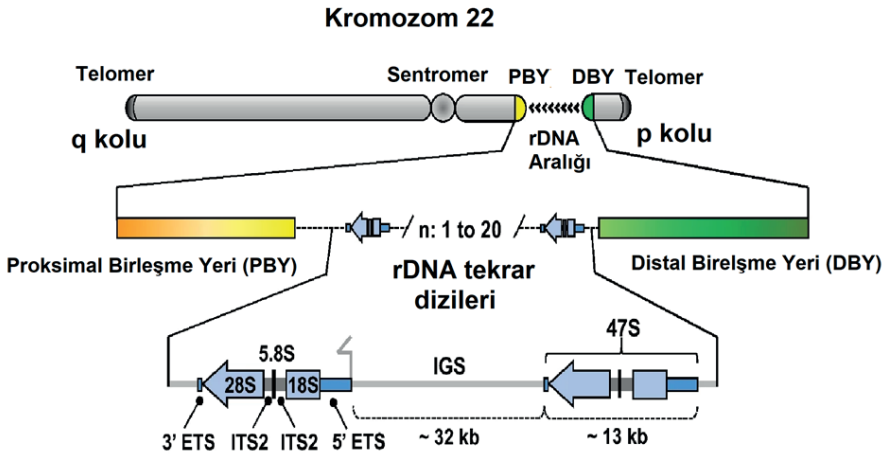 Kromozom 22
Telomer
Sentromer
PBY
DBY
Telomer
q kolu
rDNA
Aralığı
p kolu
n: 1 to 20
Proksimal Birleşme Yeri (PBY)
rDNA tekrar
dizileri
Distal Birelşme Yeri (DBY)
47S
5.8S
IGS
28S
18S
3’ ETS
ITS2
ITS2
5’ ETS
~ 32 kb
~ 13 kb